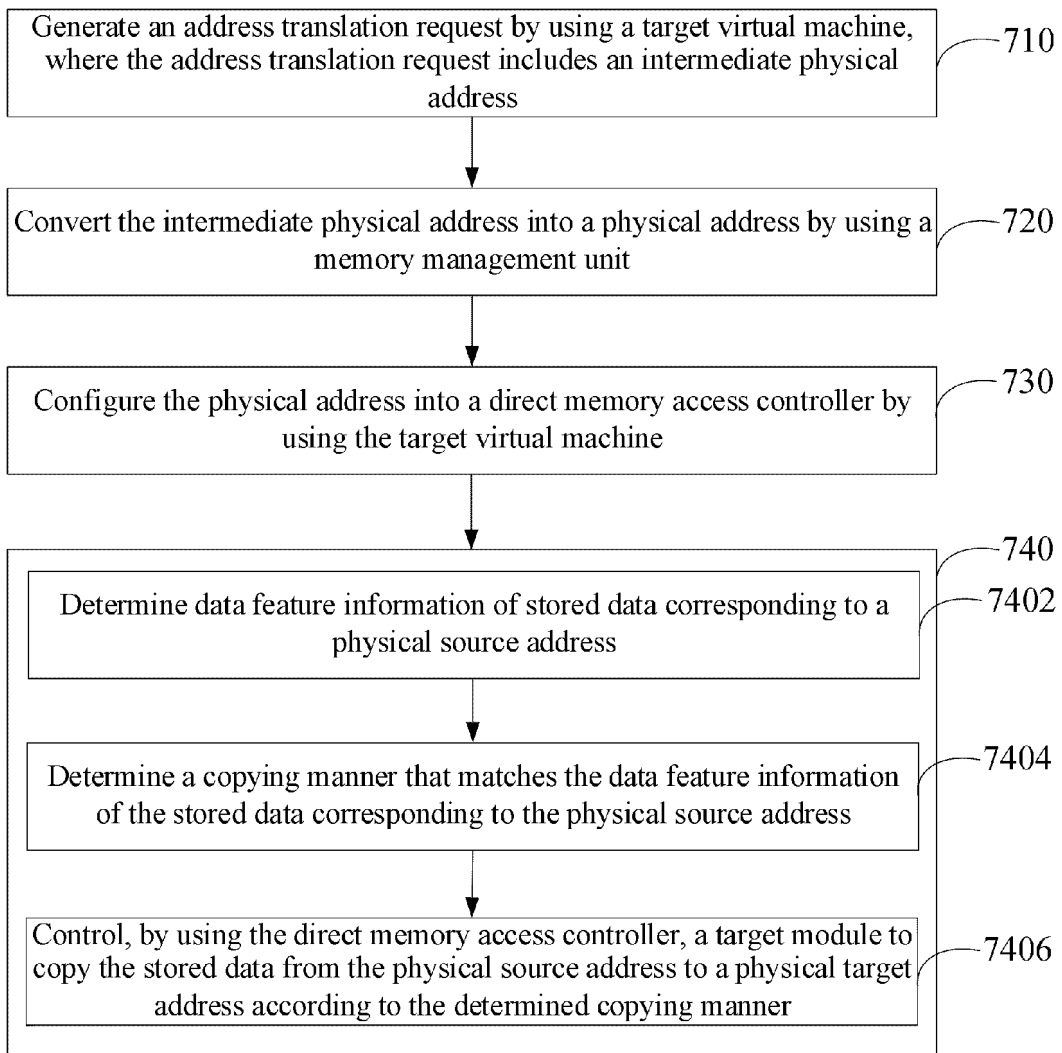 Generate an address translation request by using a target virtual machine,
where the address translation request includes an intermediate physical
address
710
Convert the intermediate physical address into a physical address by using a
memory management unit
720
Configure the physical address into a direct memory access controller by
using the target virtual machine
730
740
Determine data feature information of stored data corresponding to a
physical source address
7402
Determine a copying manner that matches the data feature information
of the stored data corresponding to the physical source address
7404
Control, by using the direct memory access controller, a target module to
copy the stored data from the physical source address to a physical target
address according to the determined copying manner
7406